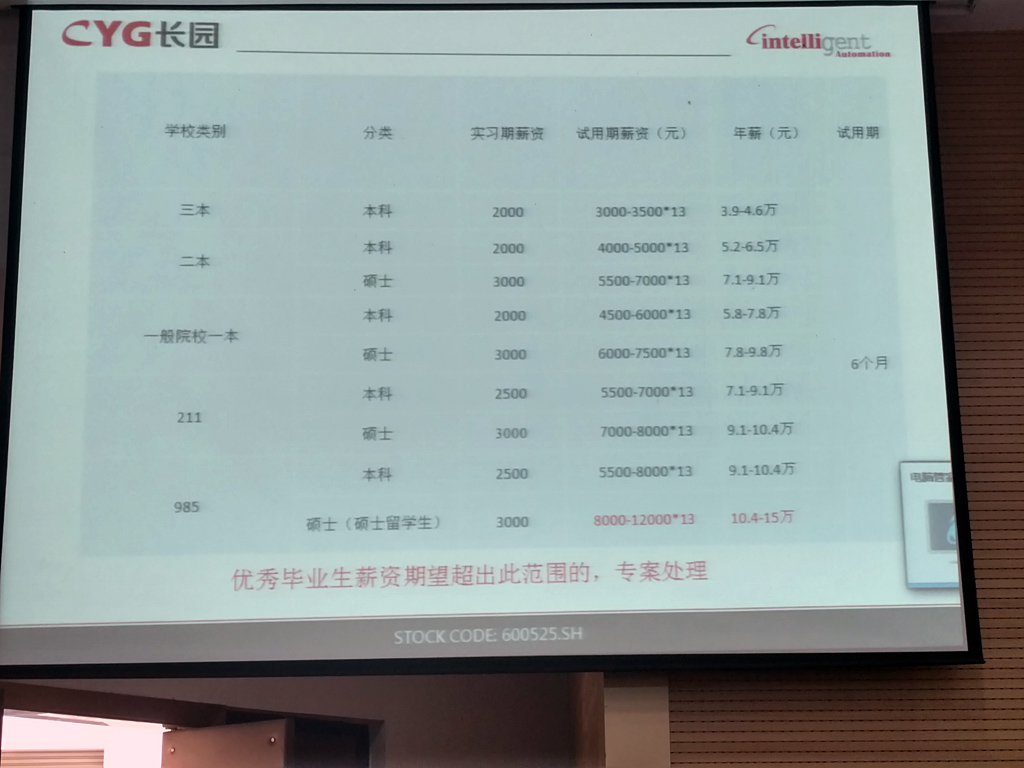 CYG长园
intelligent
Automation
学校类别 分类 实习期薪资 试用期薪资（元） 年薪（元） 试用期
三本 本科 2000 3000-3500*13 3.9-4.6万
二本 本科 2000 4000-5000*13 5.2-6.5万
硕士 3000 5500-7000*13 7.1-9.1万
一般院校一本 本科 2000 4500-6000*13 5.8-7.8万
硕士 3000 6000-7500*13 7.8-9.8万
6个月
211 本科 2500 5500-7000*13 7.1-9.1万
硕士 3000 7000-8000*13 9.1-10.4万
985 本科 2500 5500-8000*13 9.1-10.4万
硕士（硕士留学生） 3000 8000-12000*13 10.4-15万
电脑管家
优秀毕业生薪资期望超出此范围的，专案处理
STOCK CODE: 600525.SH